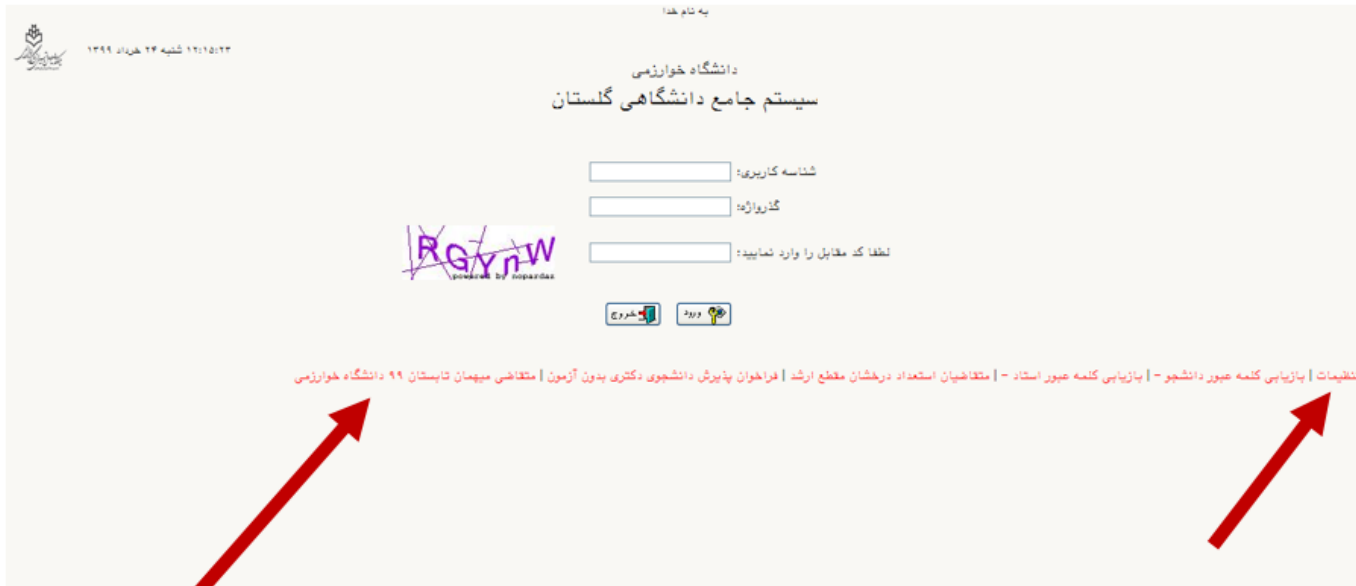 به نام خدا
۱۲:۱۵:۲۳ شنبه ۲۴ خرداد ۱۳۹۹
دانشگاه خوارزمی
سیستم جامع دانشگاهی گلستان
شناسه کاربری:
گذرواژه:
لطفا کد مقابل را وارد نمایید:
RGYnW
powered by nopardaz
ورود
خروج
نظیمات | بازیابی کلمه عبور دانشجو - | بازیابی کلمه عبور استاد - | متقاضیان استعداد درخشان مقطع ارشد | فراخوان پذیرش دانشجوی دکتری بدون آزمون | متقاضی میهمان تابستان ۹۹ دانشگاه خوارزمی